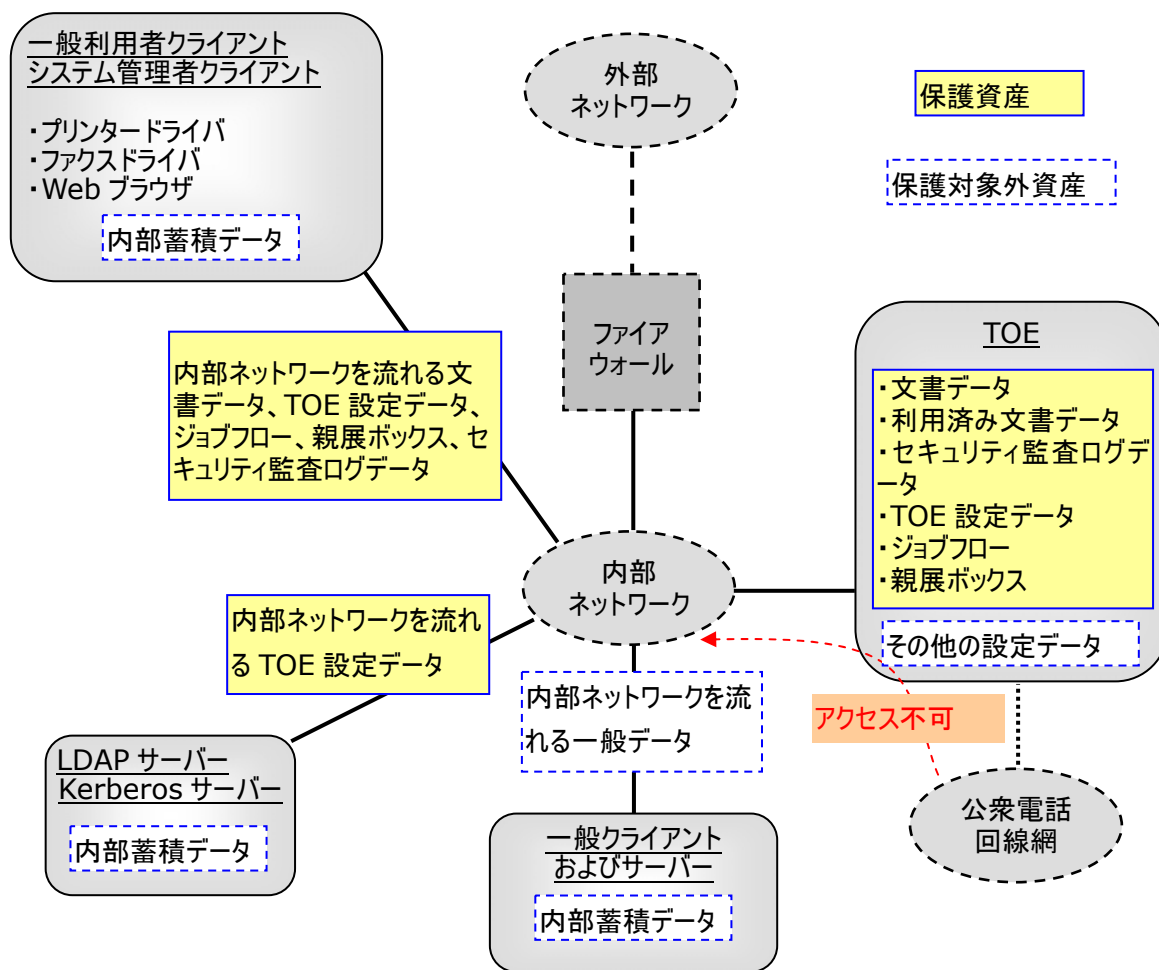 一般利用者クライアント
システム管理者クライアント
・プリンタードライバ
・ファクスドライバ
・Web ブラウザ
内部蓄積データ
外部
ネットワーク
保護資産
保護対象外資産
ファイア
ウォール
内部ネットワークを流れる文
書データ、TOE 設定データ、
ジョブフロー、親展ボックス、セ
キュリティ監査ログデータ
TOE
・文書データ
・利用済み文書データ
・セキュリティ監査ログデ
ータ
・TOE 設定データ
・ジョブフロー
・親展ボックス
その他の設定データ
内部
ネットワーク
内部ネットワークを流れ
る TOE 設定データ
内部ネットワークを流
れる一般データ
アクセス不可
LDAP サーバー
Kerberos サーバー
内部蓄積データ
一般クライアント
およびサーバー
内部蓄積データ
公衆電話
回線網